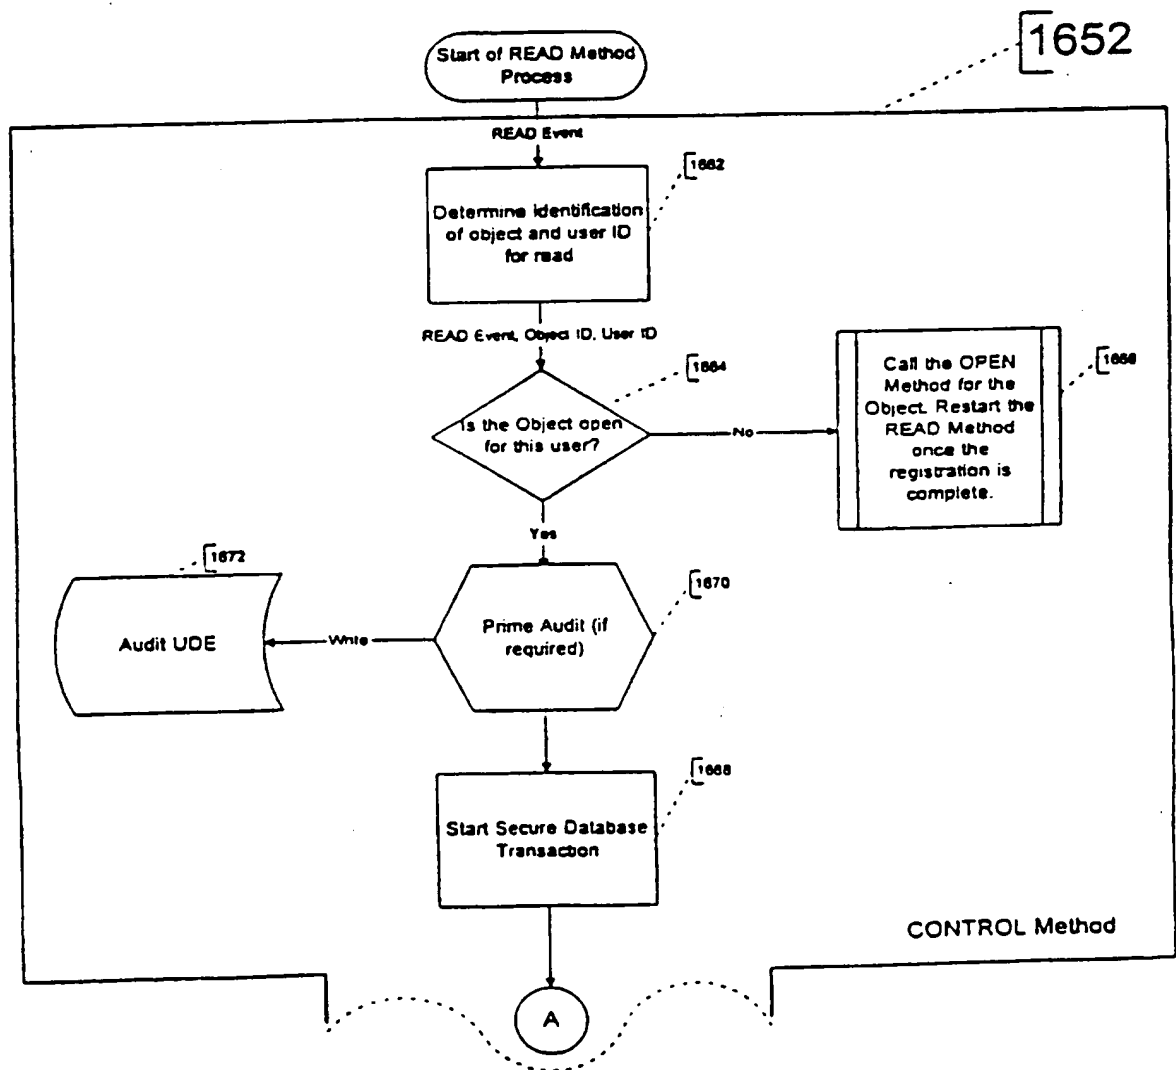 1652
Start of READ Method
Process
READ Event
1662
Determine identification
of object and user ID
for read
READ Event, Object ID, User ID
1664
Is the Object open
for this user?
No
Call the OPEN
Method for the
Object. Restart the
READ Method
once the
registration is
complete.
1666
Yes
1672
Audit UDE
Write
1670
Prime Audit (if
required)
1668
Start Secure Database
Transaction
CONTROL Method
A